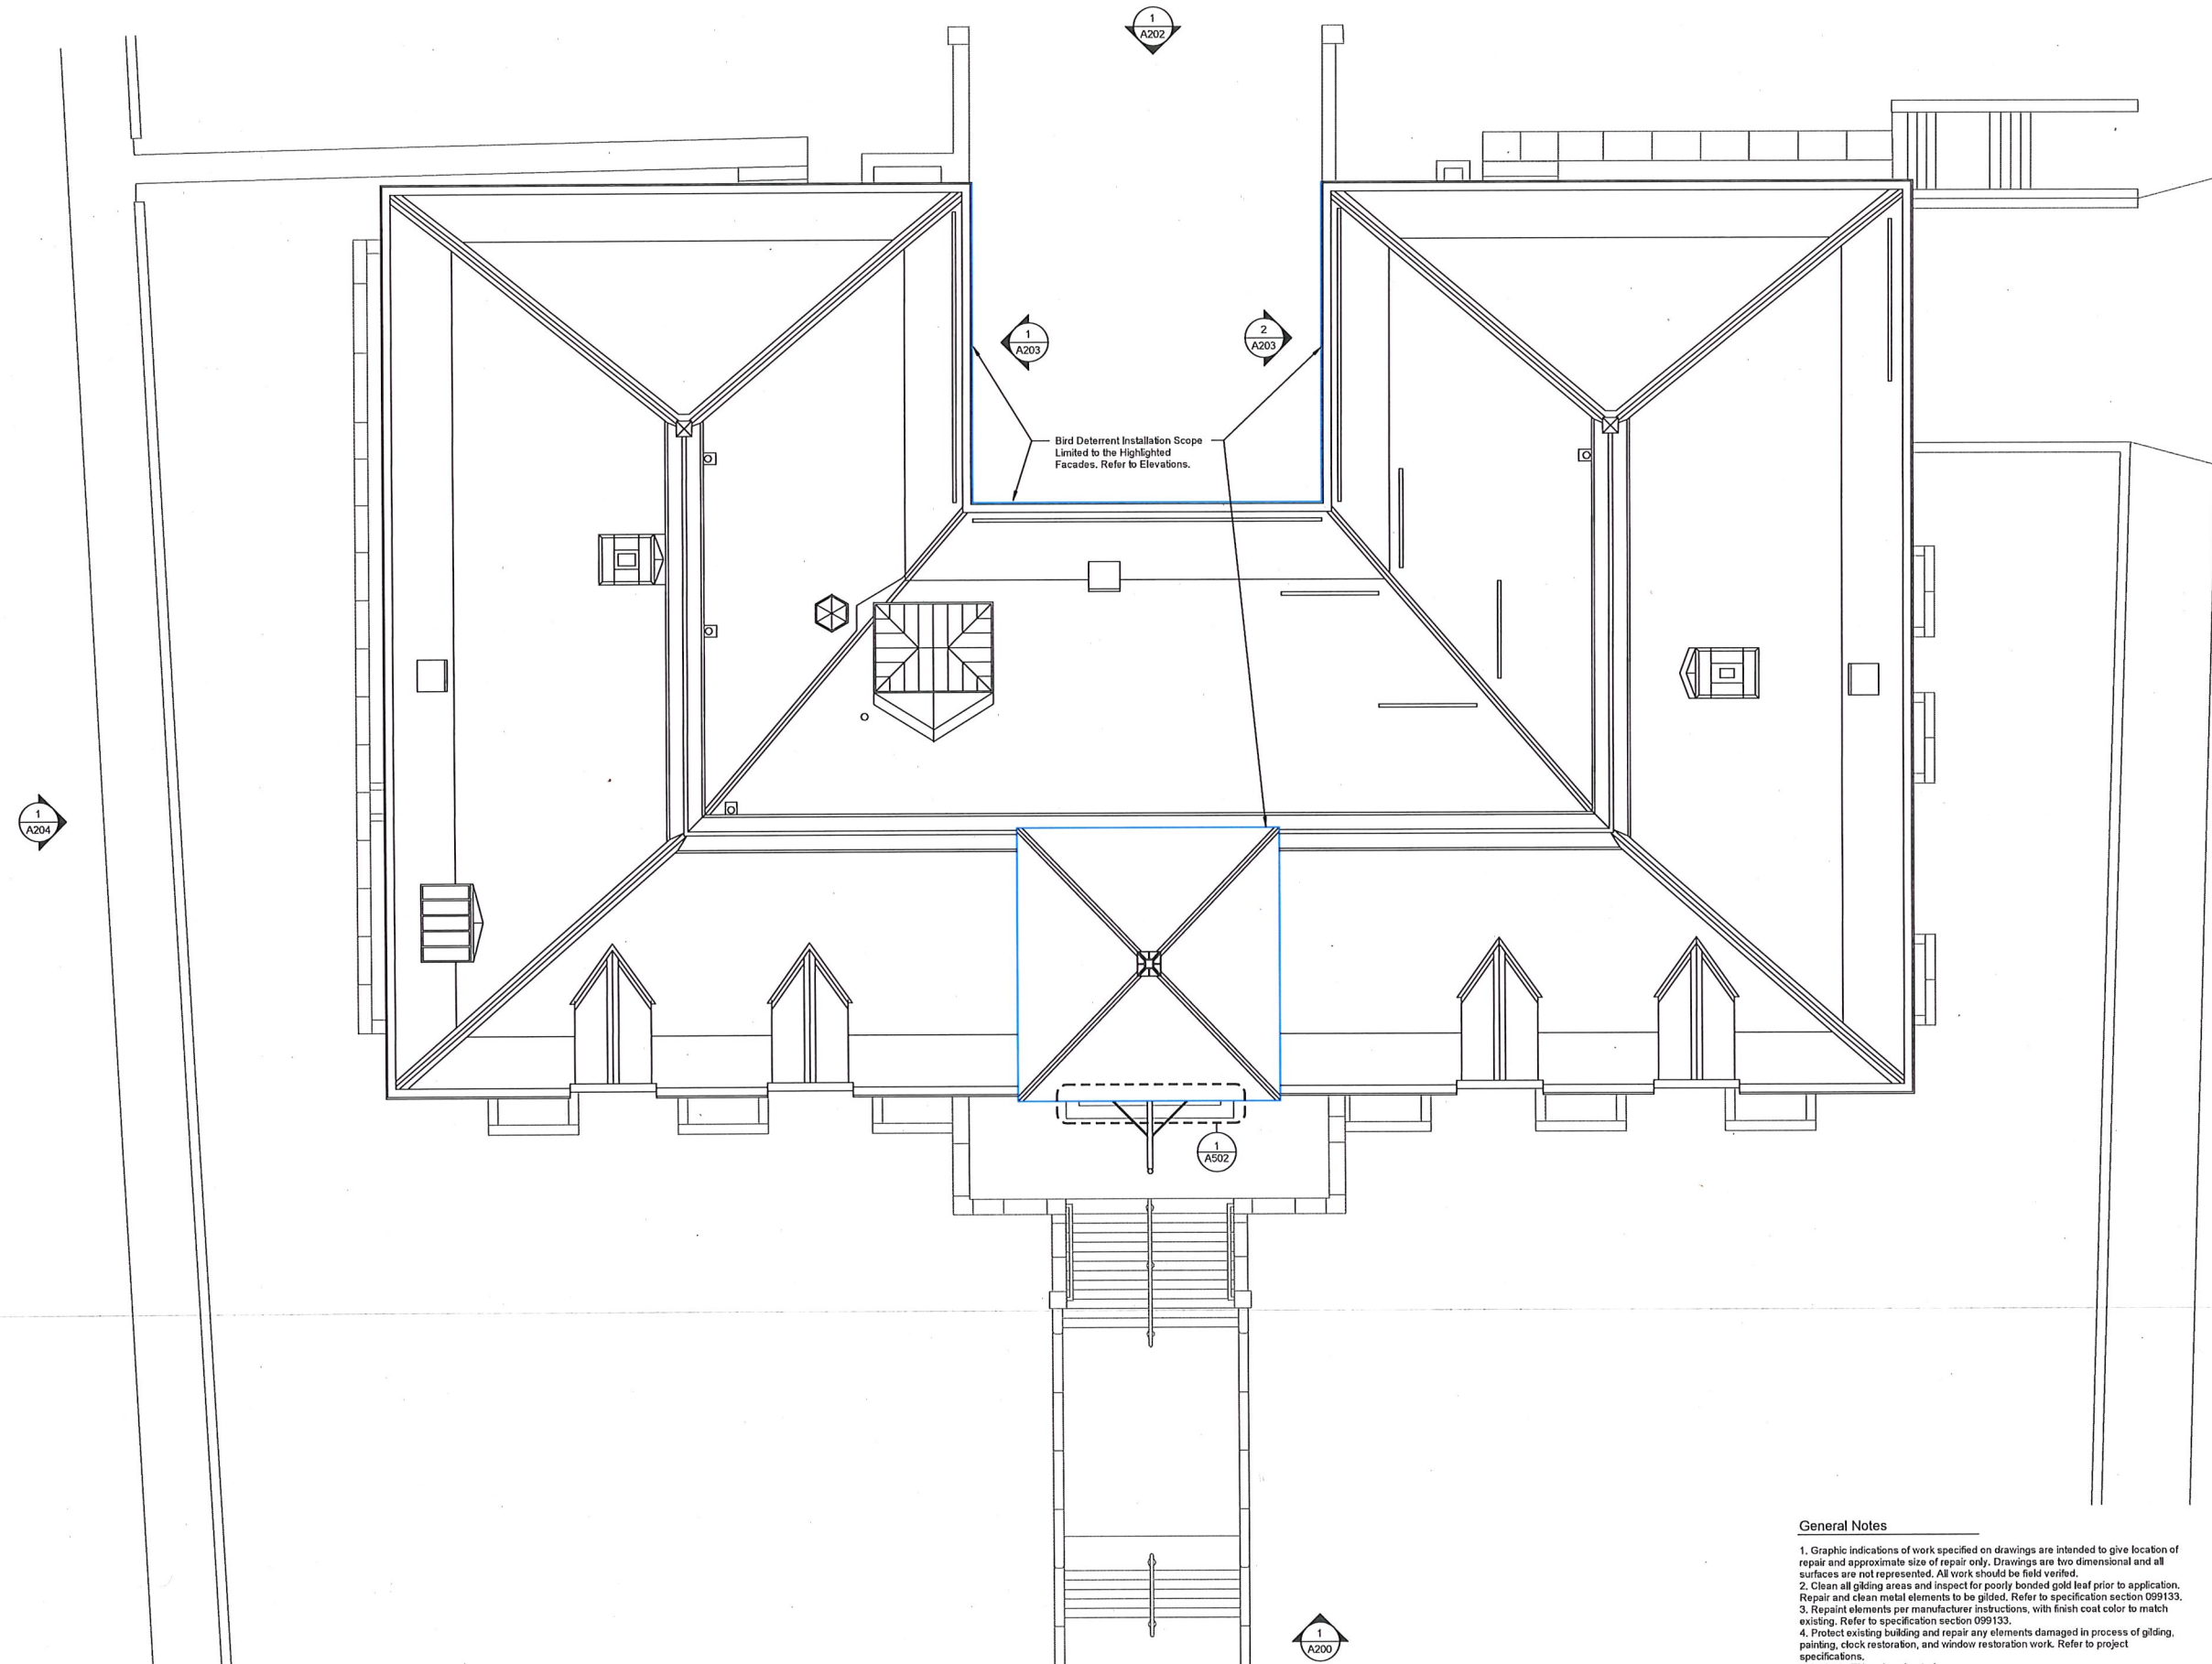 1
A202
1
A203
2
A203
Bird Deterrent Installation Scope
Limited to the Highlighted
Facades. Refer to Elevations.
1
A204
1
A502
General Notes
1. Graphic indications of work specified on drawings are intended to give location of
repair and approximate size of repair only. Drawings are two dimensional and all
surfaces are not represented. All work should be field verifed.
2. Clean all gilding areas and inspect for poorly bonded gold leaf prior to application.
Repair and clean metal elements to be gilded. Refer to specification section 099133.
3. Repaint elements per manufacturer instructions, with finish coat color to match
existing. Refer to specification section 099133.
4. Protect existing building and repair any elements damaged in process of gilding,
painting, clock restoration, and window restoration work. Refer to project
specifications.
1
A200